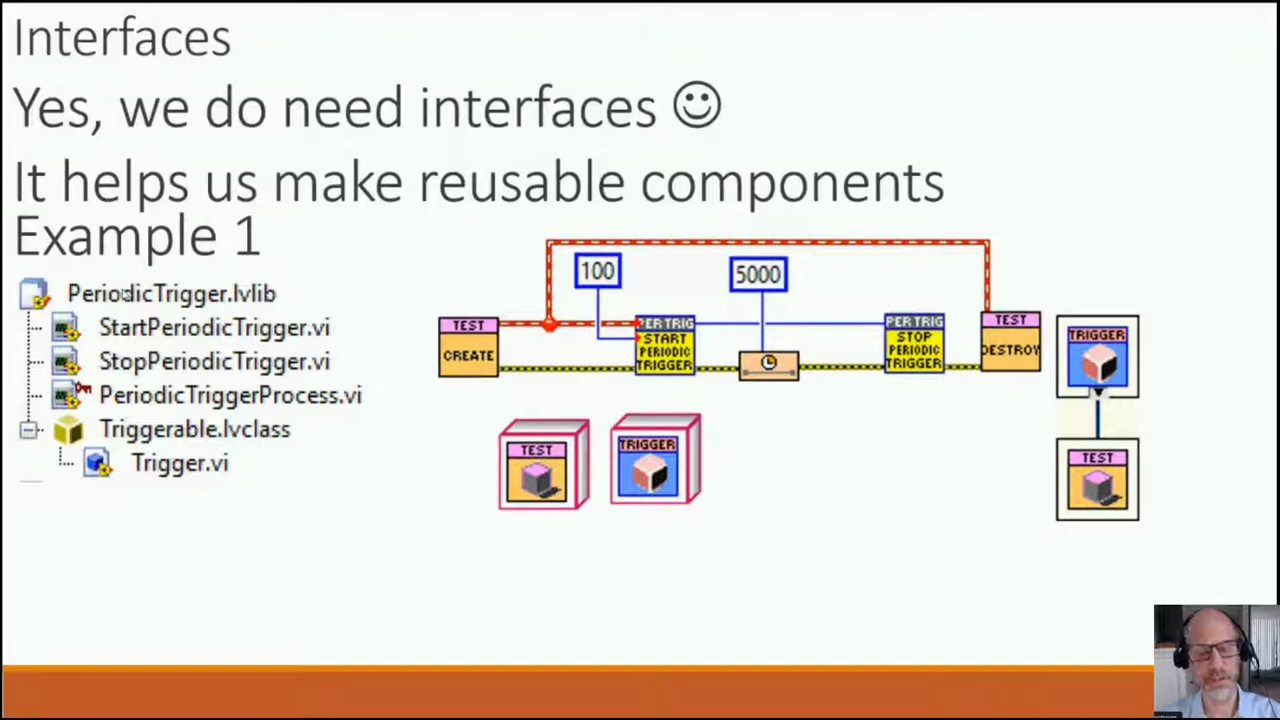 Interfaces
Yes, we do need interfaces ☺
It helps us make reusable components
Example 1
PeriodicTrigger.lvlib
StartPeriodicTrigger.vi
StopPeriodicTrigger.vi
PeriodicTriggerProcess.vi
Triggerable.lvclass
Trigger.vi
100
5000
TEST
CREATE
PER TRIG
START
PERIODIC
TRIGGER
PER TRIG
STOP
PERIODIC
TRIGGER
TEST
DESTROY
TRIGGER
TEST
TEST
TRIGGER